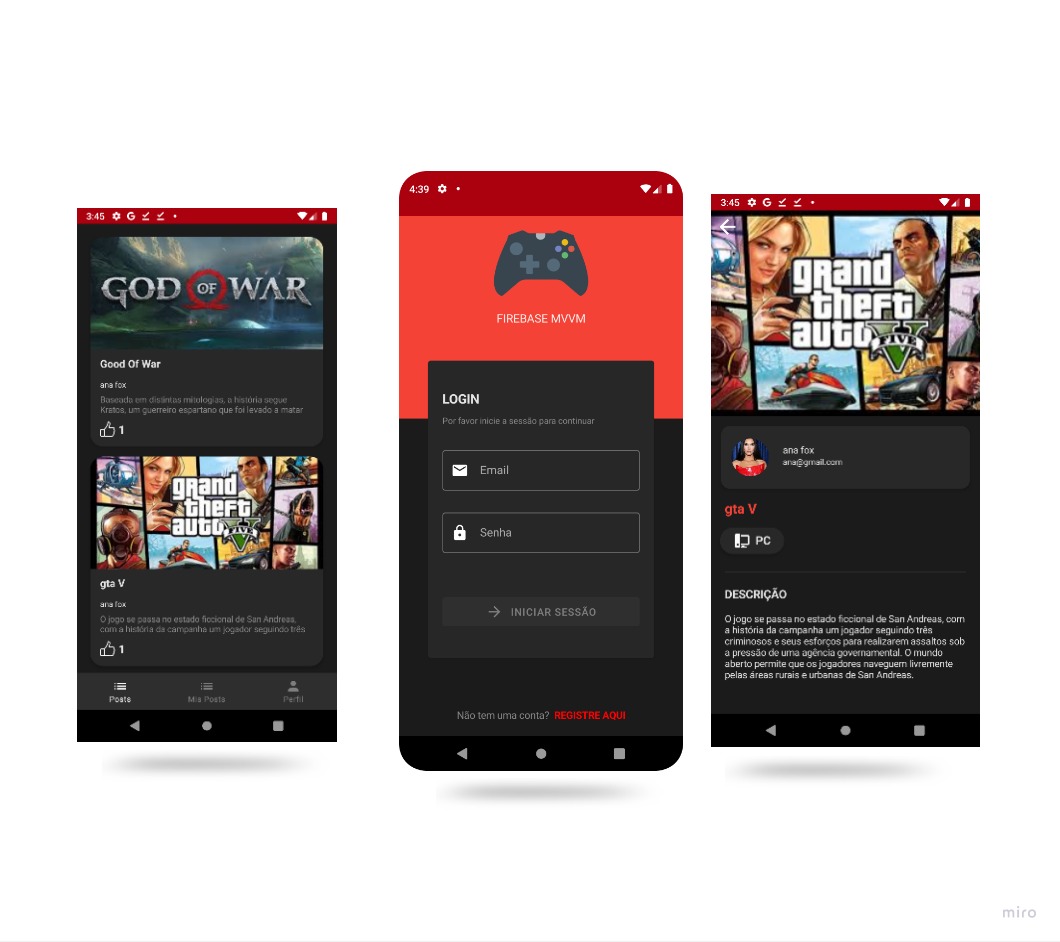 3:45
GOD OF WAR
Good Of War
ana fox
Baseada em distintas mitologias, a história segue
Kratos, um guerreiro espartano que foi levado a matar
1
grand
theft
auto
FIVE
gta V
ana fox
O jogo se passa no estado ficcional de San Andreas,
com a história da campanha um jogador seguindo três
1
Posts
Mis Posts
Perfil
4:39
FIREBASE MVVM
LOGIN
Por favor inicie a sessão para continuar
Email
Senha
INICIAR SESSÃO
Não tem uma conta? REGISTRE AQUI
3:45
grand
theft
auto
FIVE
ana fox
ana@gmail.com
gta V
PC
DESCRIÇÃO
O jogo se passa no estado ficcional de San Andreas, com
a história da campanha um jogador seguindo três
criminosos e seus esforços para realizarem assaltos sob
a pressão de uma agência governamental. O mundo
aberto permite que os jogadores naveguem livremente
pelas áreas rurais e urbanas de San Andreas.
miro